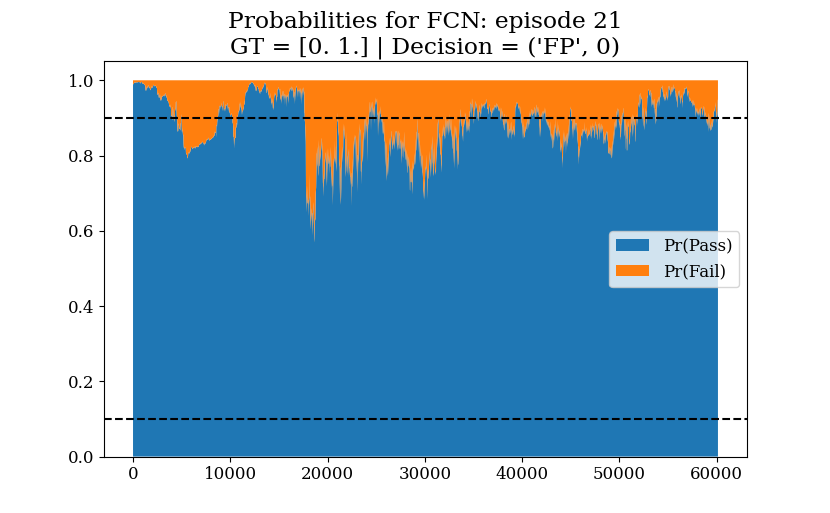 Probabilities for FCN: episode 21
GT = [0. 1.] | Decision = ('FP', 0)
1.0
0.8
0.6
0.4
0.2
0.0
Pr(Pass)
Pr(Fail)
0 10000 20000 30000 40000 50000 60000